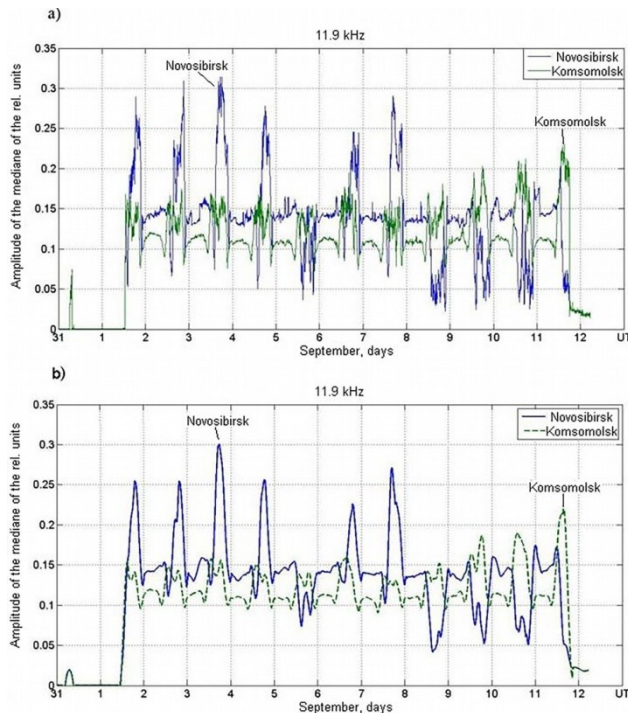 a)
11.9 kHz
0.35
0.3
0.25
0.2
0.15
0.1
0.05
0
Amplitude of the mediane of the rel. units
Novosibirsk
Komsomolsk
Novosibirsk
Komsomolsk
31 1 2 3 4 5 6 7 8 9 10 11 12 UT
September, days
b)
11.9 kHz
0.35
0.3
0.25
0.2
0.15
0.1
0.05
0
Amplitude of the mediane of the rel. units
Novosibirsk
Komsomolsk
Novosibirsk
Komsomolsk
31 1 2 3 4 5 6 7 8 9 10 11 12 UT
September, days